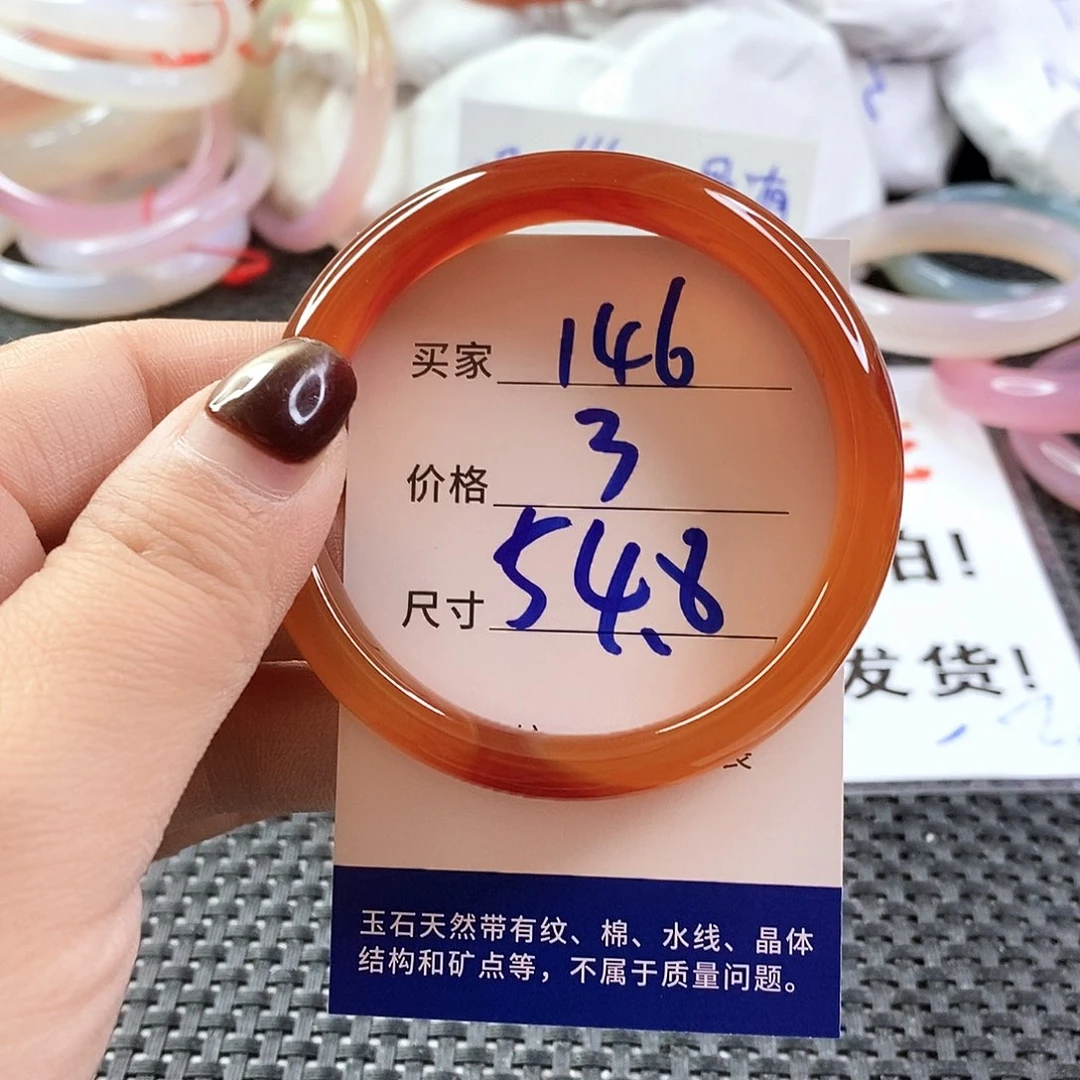 买家 146
价格 3
尺寸 54.8
玉石天然带有纹、棉、水线、晶体
结构和矿点等，不属于质量问题。
拍！
发货！